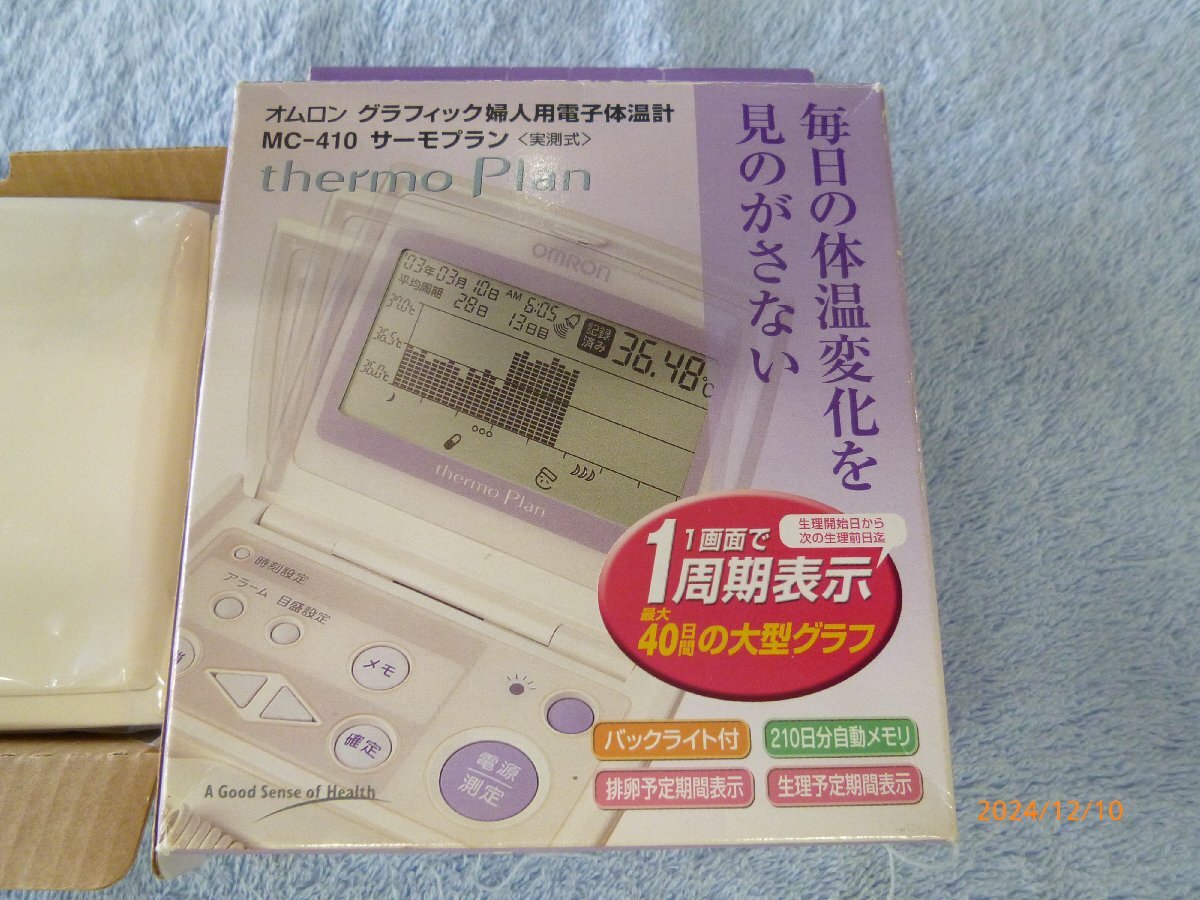 オムロン グラフィック婦人用電子体温計
MC-410 サーモプラン〈実測式〉
thermo Plan
毎日の体温変化を
見のがさない
OMRON
'03年03月10日 AM 6:05
平均周期 28日 13日目
記録
済み
36.48℃
37.0℃
36.5℃
36.0℃
thermo Plan
生理開始日から
次の生理前日迄
1画面で
1周期表示
最大
40日間の大型グラフ
時刻設定
アラーム 目盛設定
メモ
確定
電源
測定
バックライト付
210日分自動メモリ
排卵予定期間表示
生理予定期間表示
A Good Sense of Health
2024/12/10